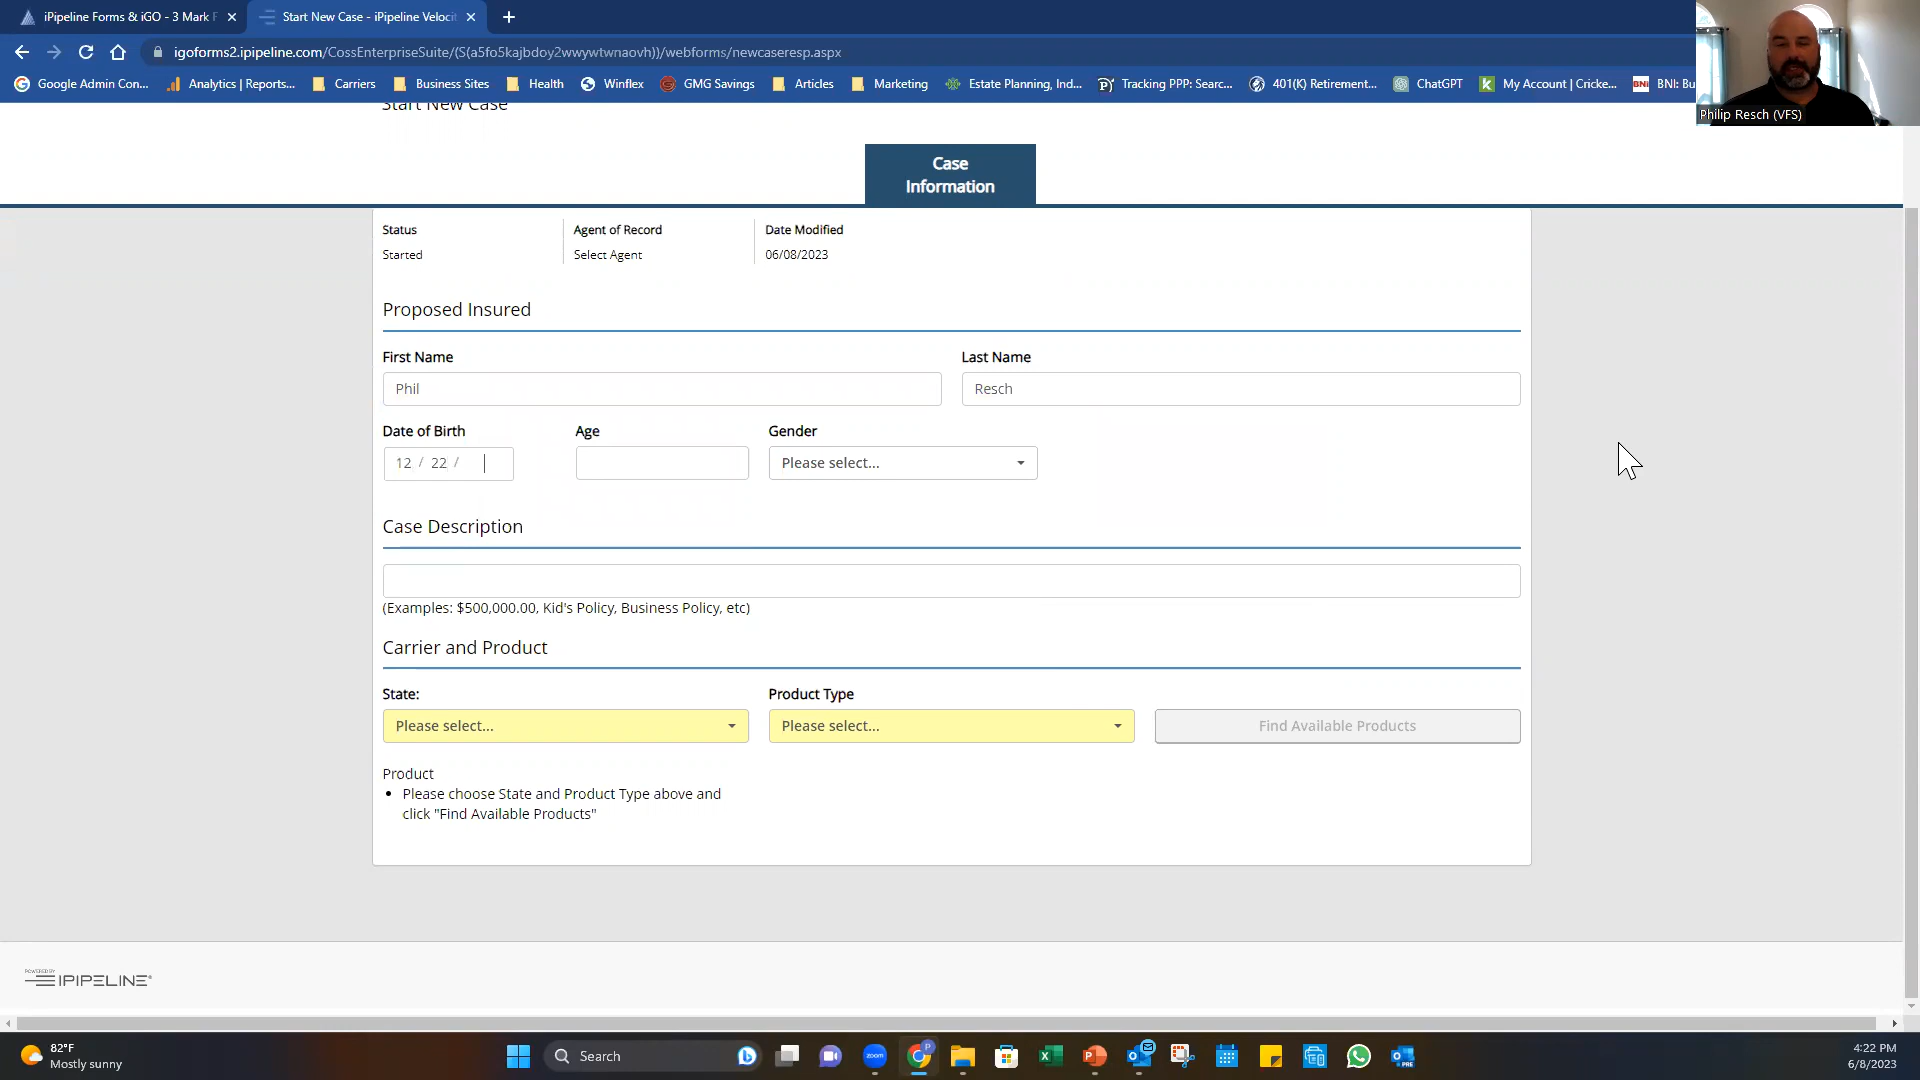 iPipeline Forms & iGO - 3 Mark F
Start New Case - iPipeline Velocit
igoforms2.ipipeline.com/CossEnterpriseSuite/(S(a5fo5kajbdoy2wwywtwnaovh))/webforms/newcaseresp.aspx
Google Admin Con...
Analytics | Reports...
Carriers
Business Sites
Health
Winflex
GMG Savings
Articles
Marketing
Estate Planning, Ind...
Tracking PPP: Searc...
401(K) Retirement...
ChatGPT
My Account | Cricke...
BNI
BNI: Bu
Philip Resch (VFS)
Start New Case
Case
Information
Status
Agent of Record
Date Modified
Started
Select Agent
06/08/2023
Proposed Insured
First Name
Last Name
Phil
Resch
Date of Birth
Age
Gender
12 / 22 /
Please select...
Case Description
(Examples: $500,000.00, Kid's Policy, Business Policy, etc)
Carrier and Product
State:
Product Type
Please select...
Please select...
Find Available Products
Product
• Please choose State and Product Type above and
click "Find Available Products"
POWERED BY
IPIPELINE
82°F
Mostly sunny
Search
zoom
4:22 PM
6/8/2023